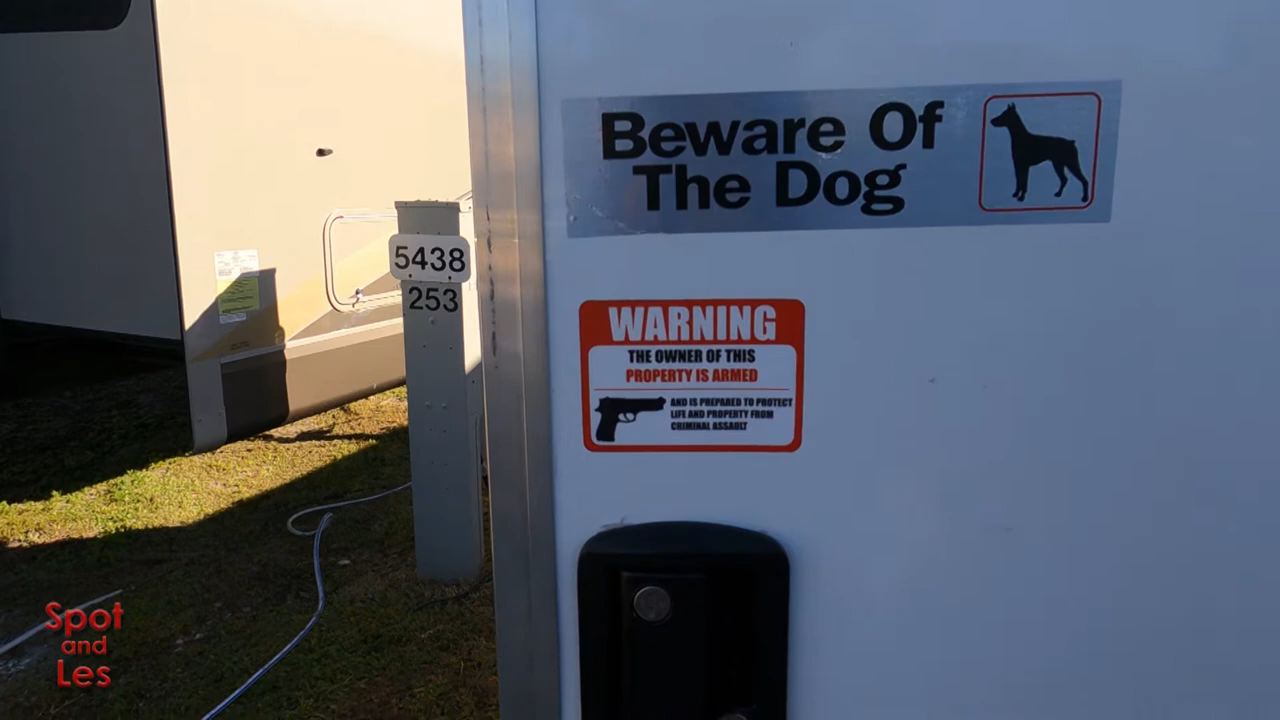 Beware Of
The Dog
5438
253
WARNING
THE OWNER OF THIS
PROPERTY IS ARMED
AND IS PREPARED TO PROTECT
LIFE AND PROPERTY FROM
CRIMINAL ASSAULT
Spot
and
Les